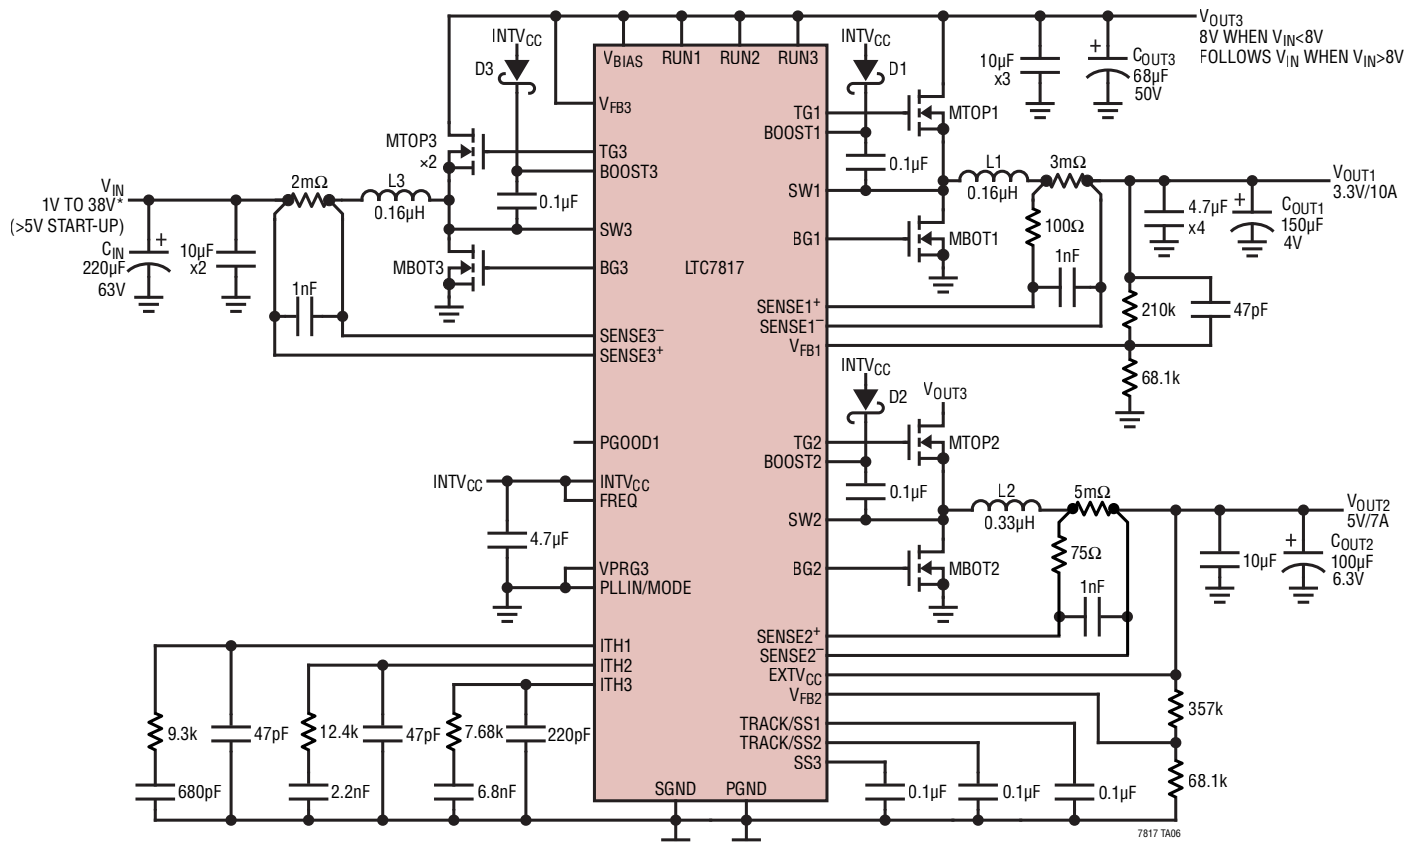 V_OUT3
8V WHEN V_IN<8V
FOLLOWS V_IN WHEN V_IN>8V
INTV_CC
D3
V_BIAS
RUN1
RUN2
RUN3
INTV_CC
D1
10µF
x3
+
C_OUT3
68µF
50V
V_FB3
MTOP3
×2
TG3
BOOST3
0.1µF
SW3
BG3
MBOT3
TG1
BOOST1
MTOP1
0.1µF
SW1
BG1
MBOT1
L1
0.16µH
3mΩ
V_OUT1
3.3V/10A
100Ω
1nF
4.7µF
x4
+
C_OUT1
150µF
4V
V_IN
1V TO 38V*
(>5V START-UP)
2mΩ
L3
0.16µH
C_IN
220µF
63V
+
10µF
x2
1nF
LTC7817
SENSE3–
SENSE3+
SENSE1+
SENSE1–
V_FB1
210k
47pF
68.1k
INTV_CC
D2
V_OUT3
PGOOD1
TG2
BOOST2
MTOP2
0.1µF
INTV_CC
INTV_CC
FREQ
4.7µF
SW2
BG2
MBOT2
L2
0.33µH
5mΩ
V_OUT2
5V/7A
75Ω
1nF
10µF
+
C_OUT2
100µF
6.3V
VPRG3
PLLIN/MODE
SENSE2+
SENSE2–
EXTV_CC
V_FB2
357k
68.1k
ITH1
ITH2
ITH3
TRACK/SS1
TRACK/SS2
SS3
9.3k
47pF
12.4k
47pF
7.68k
220pF
680pF
2.2nF
6.8nF
SGND
PGND
0.1µF
0.1µF
0.1µF
7817 TA06